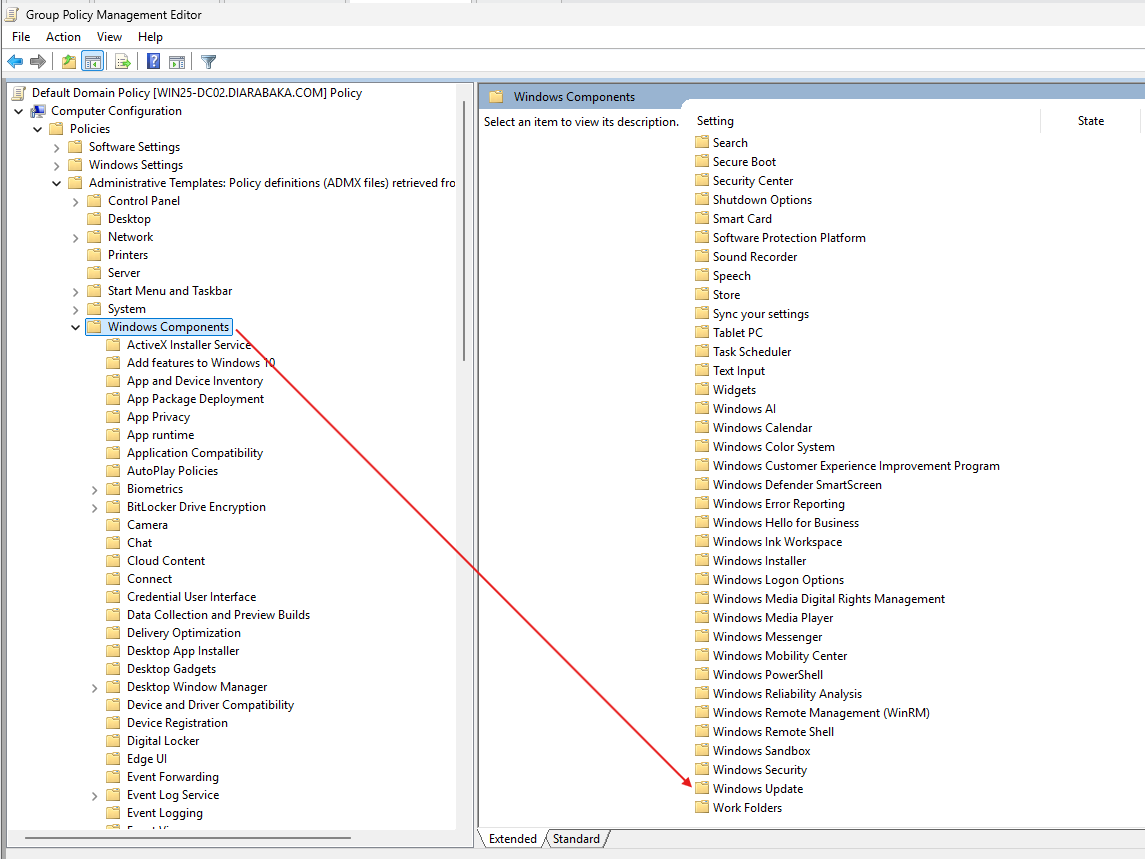 Group Policy Management Editor
File Action View Help
Default Domain Policy [WIN25-DC02.DIARABAKA.COM] Policy
Computer Configuration
Policies
Software Settings
Windows Settings
Administrative Templates: Policy definitions (ADMX files) retrieved fro
Control Panel
Desktop
Network
Printers
Server
Start Menu and Taskbar
System
Windows Components
ActiveX Installer Service
Add features to Windows 10
App and Device Inventory
App Package Deployment
App Privacy
App runtime
Application Compatibility
AutoPlay Policies
Biometrics
BitLocker Drive Encryption
Camera
Chat
Cloud Content
Connect
Credential User Interface
Data Collection and Preview Builds
Delivery Optimization
Desktop App Installer
Desktop Gadgets
Desktop Window Manager
Device and Driver Compatibility
Device Registration
Digital Locker
Edge UI
Event Forwarding
Event Log Service
Event Logging
Windows Components
Select an item to view its description.
Setting State
Search
Secure Boot
Security Center
Shutdown Options
Smart Card
Software Protection Platform
Sound Recorder
Speech
Store
Sync your settings
Tablet PC
Task Scheduler
Text Input
Widgets
Windows AI
Windows Calendar
Windows Color System
Windows Customer Experience Improvement Program
Windows Defender SmartScreen
Windows Error Reporting
Windows Hello for Business
Windows Ink Workspace
Windows Installer
Windows Logon Options
Windows Media Digital Rights Management
Windows Media Player
Windows Messenger
Windows Mobility Center
Windows PowerShell
Windows Reliability Analysis
Windows Remote Management (WinRM)
Windows Remote Shell
Windows Sandbox
Windows Security
Windows Update
Work Folders
Extended Standard